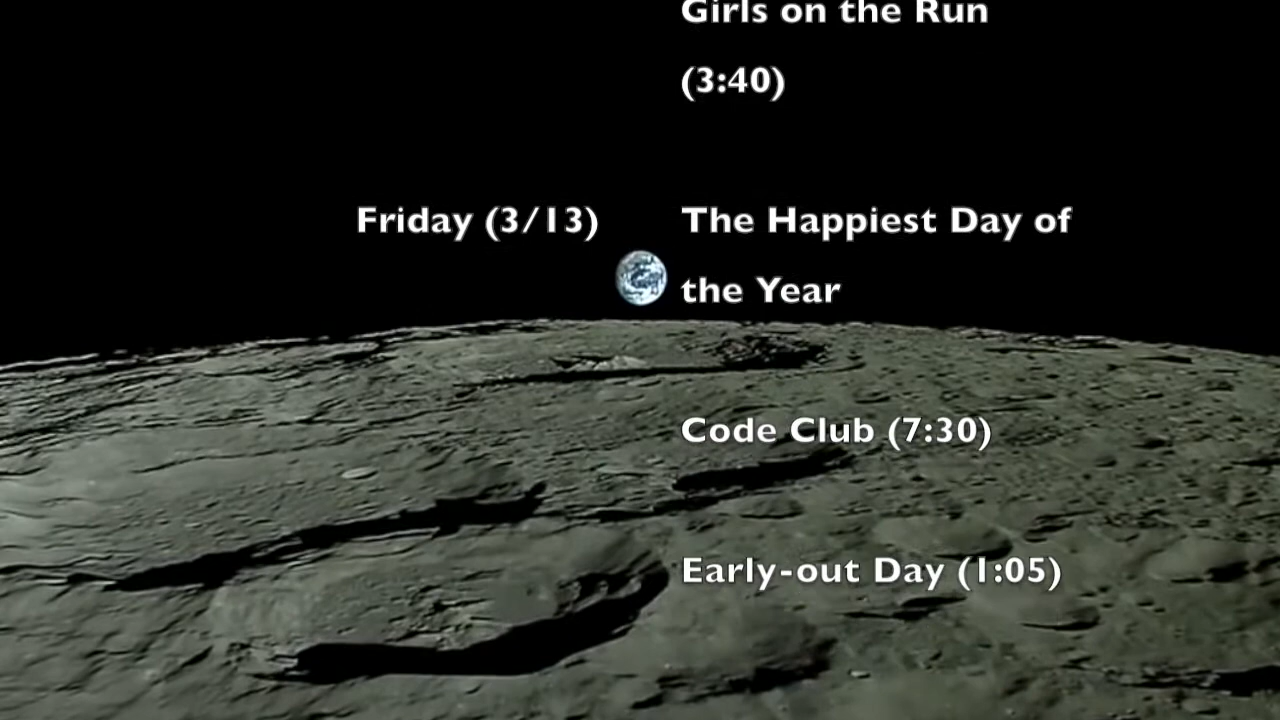 Girls on the Run
(3:40)
Friday (3/13)
The Happiest Day of
the Year
Code Club (7:30)
Early-out Day (1:05)